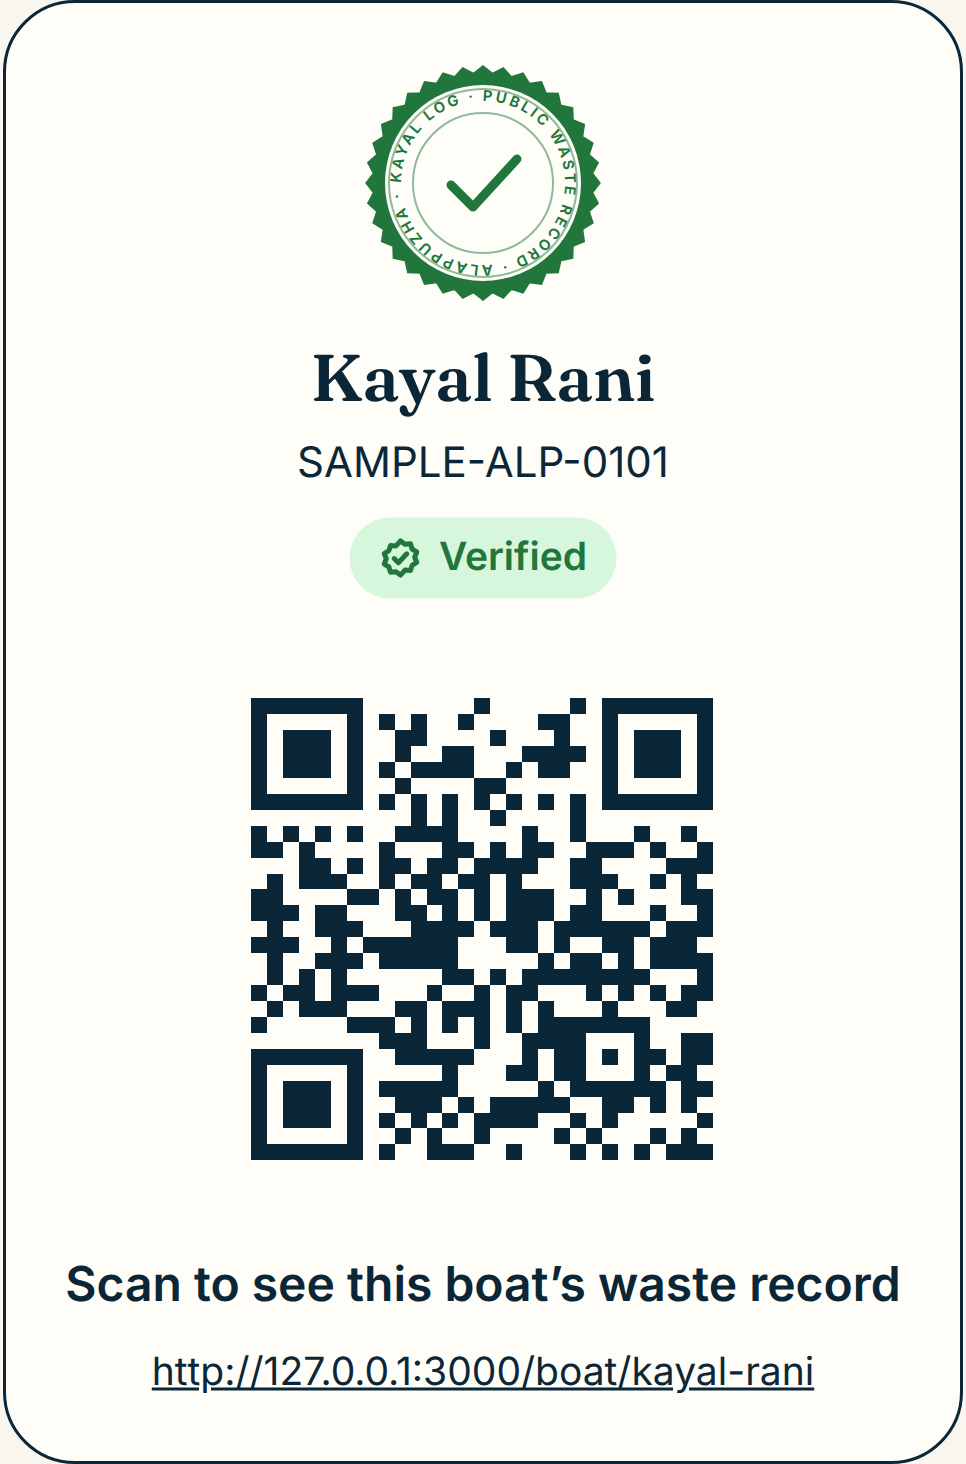 KAYAL LOG · PUBLIC WASTE RECORD · ALAPPUZHA ·
Kayal Rani
SAMPLE-ALP-0101
Verified
Scan to see this boat’s waste record
http://127.0.0.1:3000/boat/kayal-rani